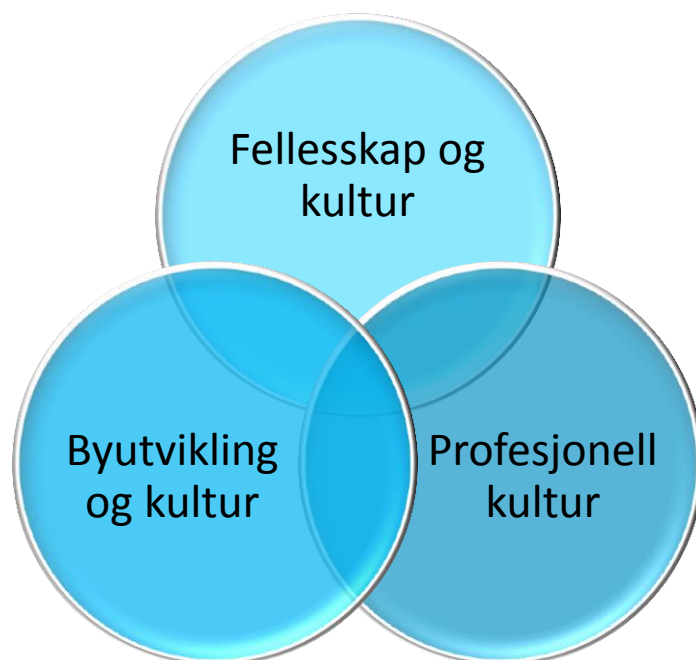 Fellesskap og
kultur
Byutvikling
og kultur
Profesjonell
kultur